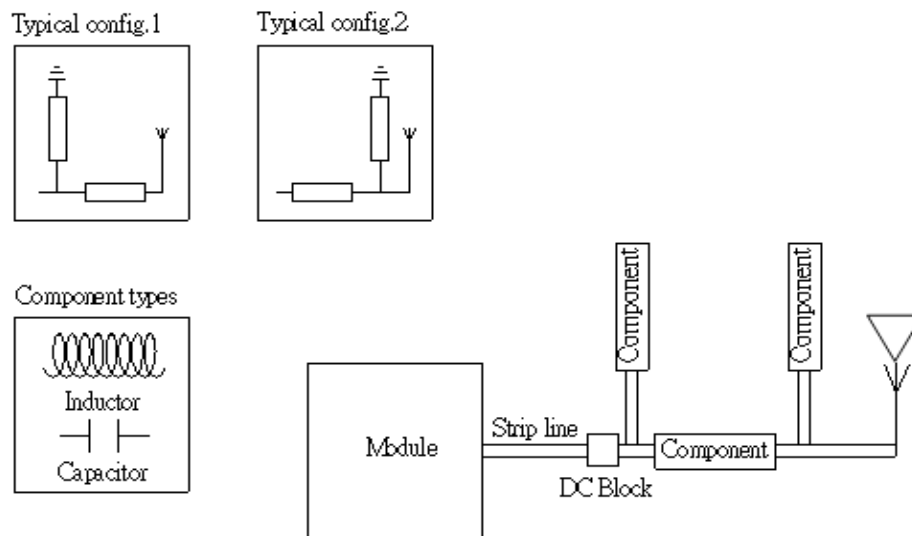 Typical config.1
Typical config.2
Component types
Inductor
Capacitor
Module
Strip line
DC Block
Component
Component
Component